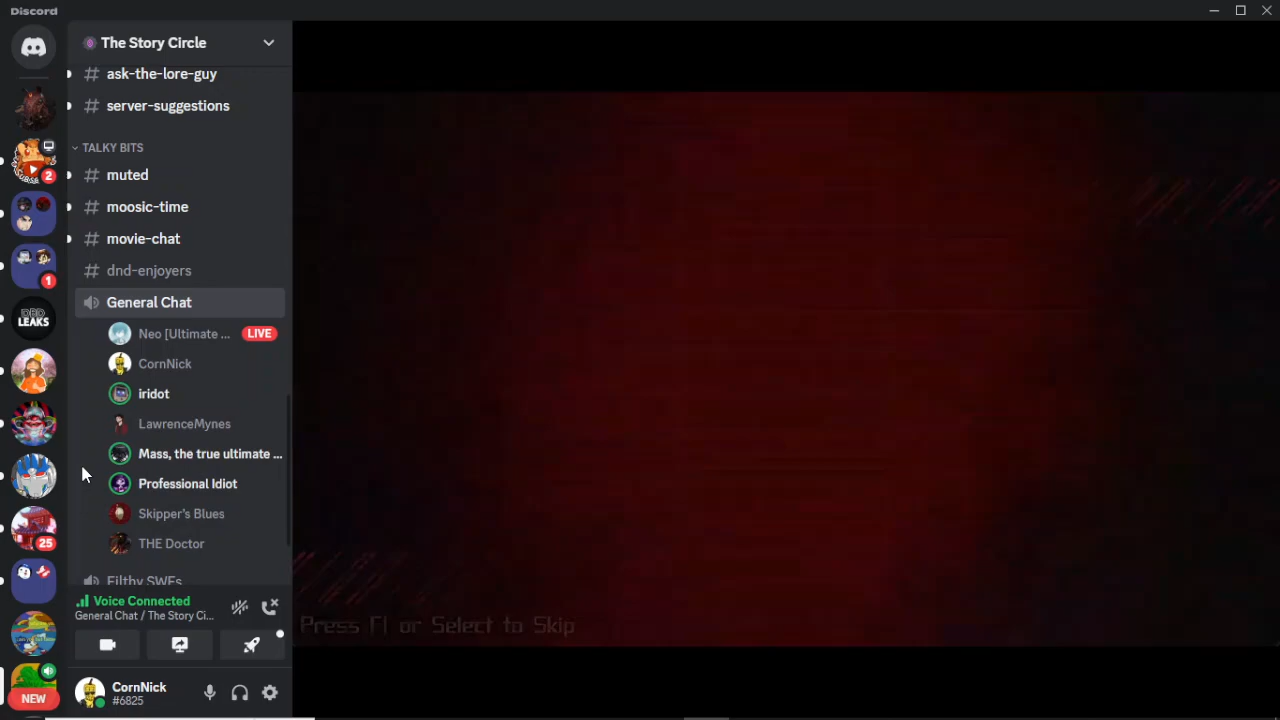 Discord
The Story Circle
# ask-the-lore-guy
# server-suggestions
TALKY BITS
# muted
# moosic-time
# movie-chat
# dnd-enjoyers
General Chat
Neo [Ultimate ... LIVE
CornNick
iridot
LawrenceMynes
Mass, the true ultimate ...
Professional Idiot
Skipper's Blues
THE Doctor
Filthy SWFs
Voice Connected
General Chat / The Story Ci...
CornNick
#6825
2
1
DBD
LEAKS
25
NEW
Press F1 or Select to Skip